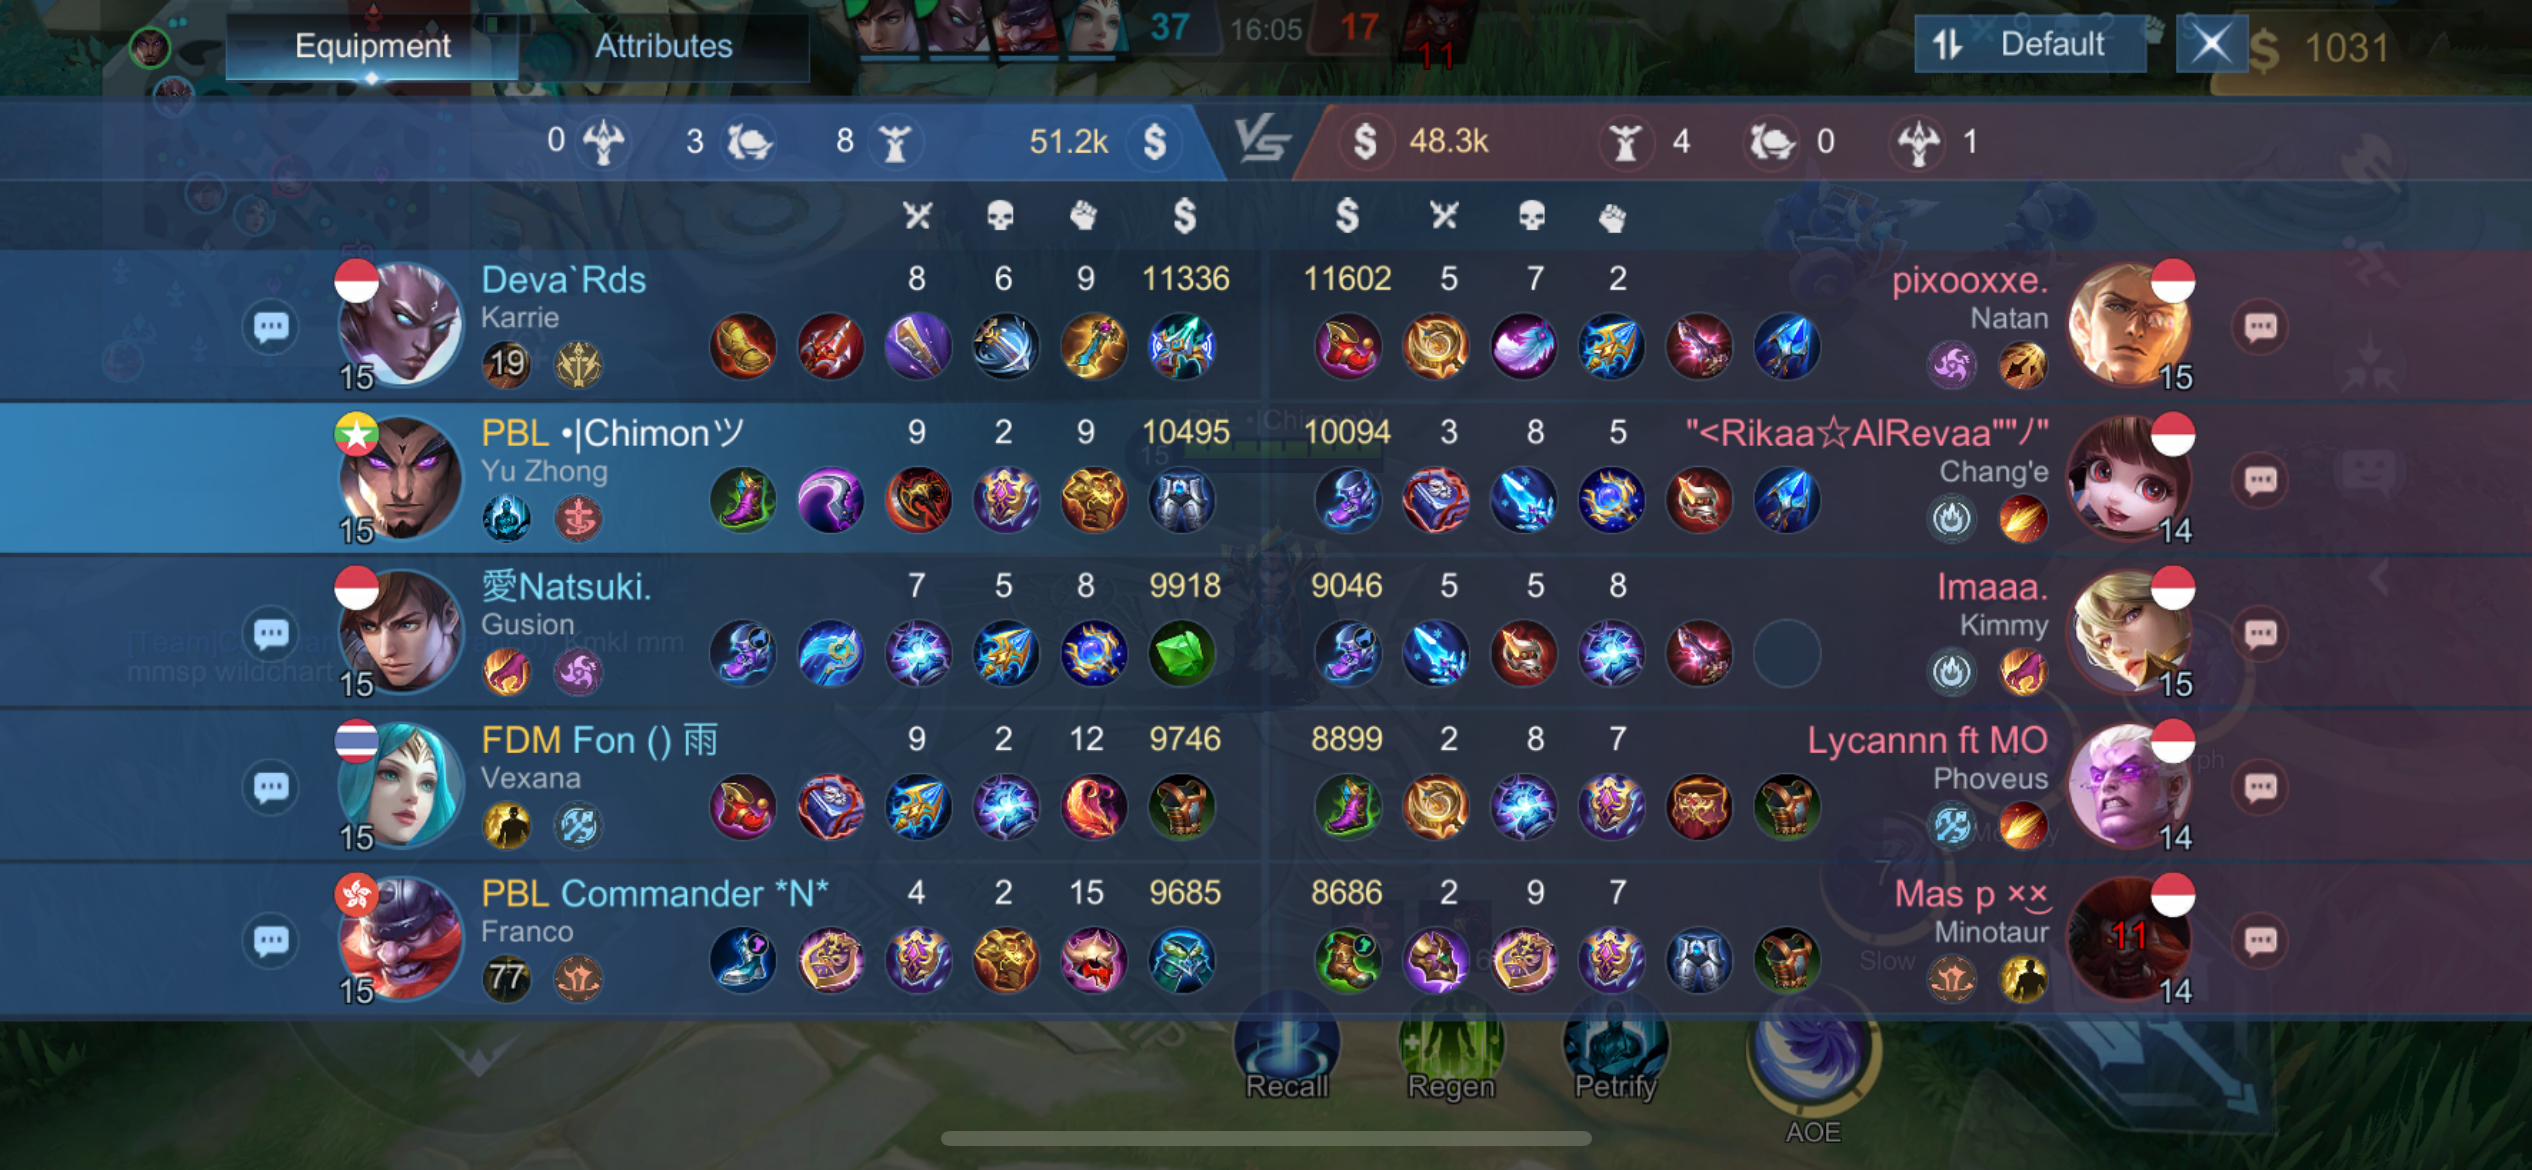 Equipment
Attributes
37
16:05
17
11
Default
1031
0
3
8
51.2k
VS
48.3k
4
0
1
Deva`Rds
Karrie
15
19
8 6 9 11336
11602 5 7 2
pixooxxe.
Natan
15
PBL •|Chimonツ
Yu Zhong
15
9 2 9 10495
10094 3 8 5
"<Rikaa☆AlRevaa""ﾉ"
Chang'e
14
愛Natsuki.
Gusion
15
7 5 8 9918
9046 5 5 8
Imaaa.
Kimmy
15
mmsp wildchart
FDM Fon () 雨
Vexana
15
9 2 12 9746
8899 2 8 7
Lycannn ft MO
Phoveus
14
PBL Commander *N*
Franco
15
77
4 2 15 9685
8686 2 9 7
Mas p ×͜×
Minotaur
11
14
Slow
Recall
Regen
Petrify
AOE